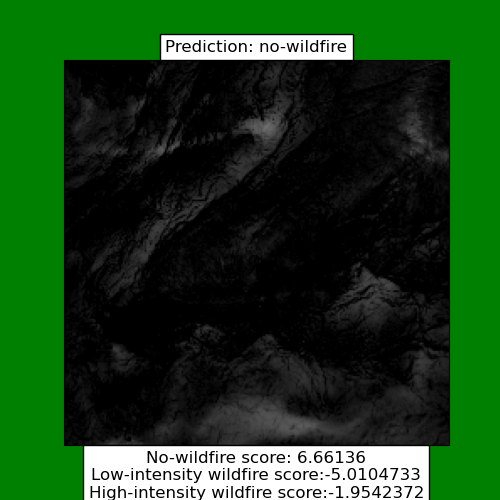 Prediction: no-wildfire
No-wildfire score: 6.66136
Low-intensity wildfire score:-5.0104733
High-intensity wildfire score:-1.9542372